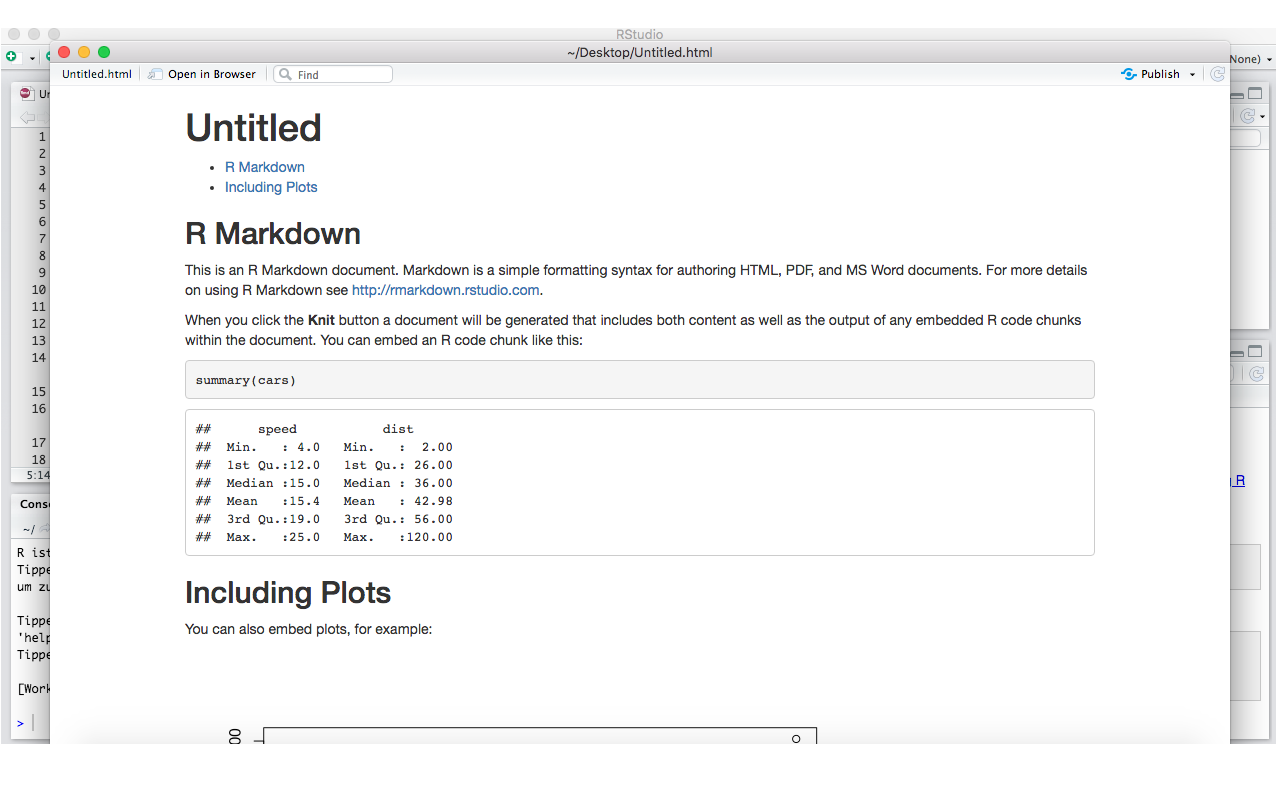 RStudio
~/Desktop/Untitled.html
None)
Untitled.html Open in Browser Find Publish
Untitled
• R Markdown
• Including Plots
R Markdown
This is an R Markdown document. Markdown is a simple formatting syntax for authoring HTML, PDF, and MS Word documents. For more details
on using R Markdown see http://rmarkdown.rstudio.com.
When you click the Knit button a document will be generated that includes both content as well as the output of any embedded R code chunks
within the document. You can embed an R code chunk like this:
summary(cars)
##      speed           dist
##  Min.   : 4.0   Min.   :  2.00
##  1st Qu.:12.0   1st Qu.: 26.00
##  Median :15.0   Median : 36.00
##  Mean   :15.4   Mean   : 42.98
##  3rd Qu.:19.0   3rd Qu.: 56.00
##  Max.   :25.0   Max.   :120.00
Including Plots
You can also embed plots, for example:
00
Un
1
2
3
4
5
6
7
8
9
10
11
12
13
14
15
16
17
18
5:14
Cons
~/
R ist
Tippe
um zu
Tippe
'help
Tippe
[Work
>
R